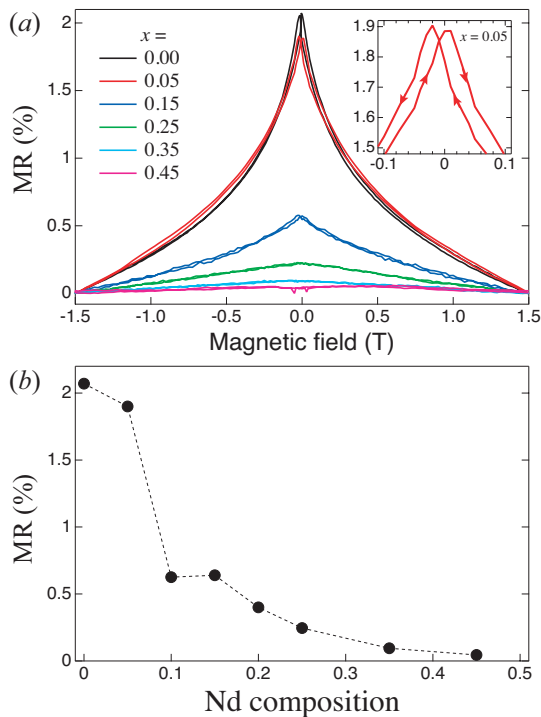 (a)
MR (%)
2
1.5
1
0.5
0
x =
0.00
0.05
0.15
0.25
0.35
0.45
1.9
1.8
1.7
1.6
1.5
x = 0.05
-0.1 0 0.1
-1.5 -1.0 -0.5 0.0 0.5 1.0 1.5
Magnetic field (T)
(b)
MR (%)
2
1.5
1
0.5
0
0 0.1 0.2 0.3 0.4 0.5
Nd composition